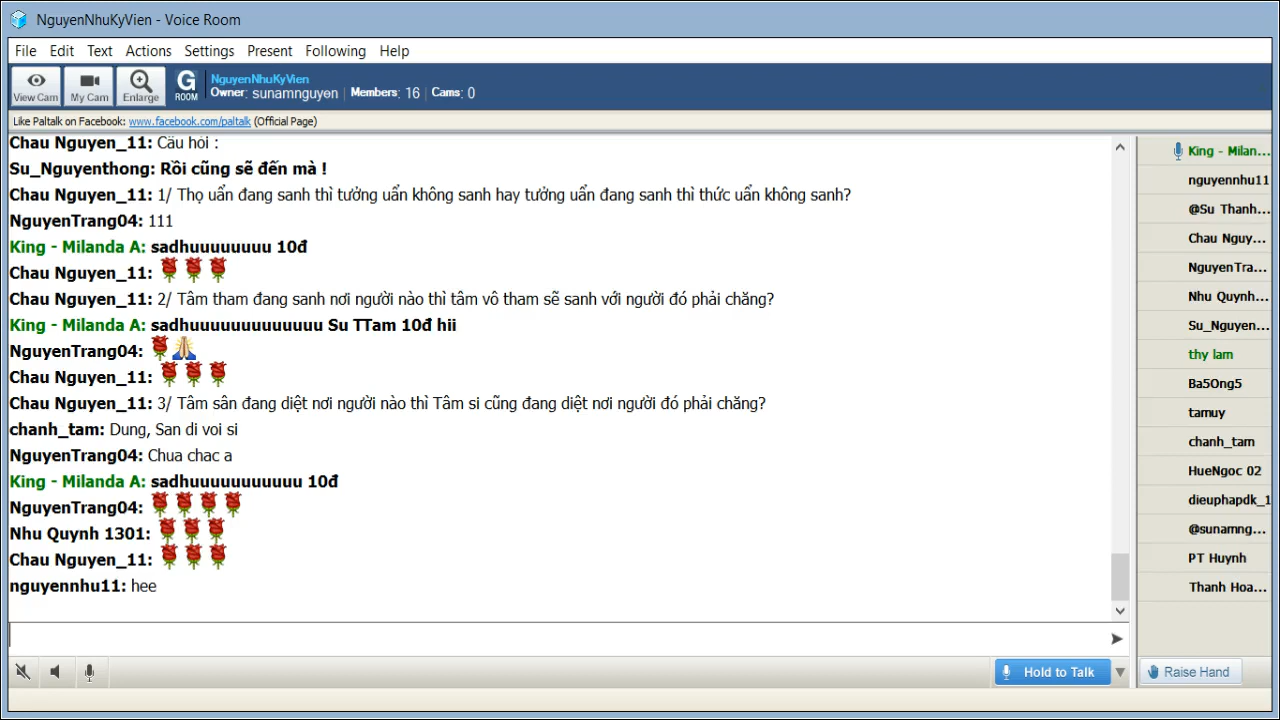 NguyenNhuKyVien - Voice Room
File Edit Text Actions Settings Present Following Help
View Cam My Cam Enlarge G ROOM
NguyenNhuKyVien
Owner: sunamnguyen Members: 16 Cams: 0
Like Paltalk on Facebook: www.facebook.com/paltalk (Official Page)
Chau Nguyen_11: Câu hỏi :
Su_Nguyenthong: Rồi cũng sẽ đến mà !
Chau Nguyen_11: 1/ Thọ uẩn đang sanh thì tưởng uẩn không sanh hay tưởng uẩn đang sanh thì thức uẩn không sanh?
NguyenTrang04: 111
King - Milanda A: sadhuuuuuuuuu 10đ
Chau Nguyen_11:
Chau Nguyen_11: 2/ Tâm tham đang sanh nơi người nào thì tâm vô tham sẽ sanh với người đó phải chăng?
King - Milanda A: sadhuuuuuuuuuuuuu Su TTam 10đ hii
NguyenTrang04:
Chau Nguyen_11:
Chau Nguyen_11: 3/ Tâm sân đang diệt nơi người nào thì Tâm si cũng đang diệt nơi người đó phải chăng?
chanh_tam: Dung, San di voi si
NguyenTrang04: Chua chac a
King - Milanda A: sadhuuuuuuuuuuu 10đ
NguyenTrang04:
Nhu Quynh 1301:
Chau Nguyen_11:
nguyennhu11: hee
King - Milan...
nguyennhu11
@Su Thanh...
Chau Nguy...
NguyenTra...
Nhu Quynh...
Su_Nguyen...
thy lam
Ba5Ong5
tamuy
chanh_tam
HueNgoc 02
dieuphapdk_1
@sunamng...
PT Huynh
Thanh Hoa...
Hold to Talk
Raise Hand